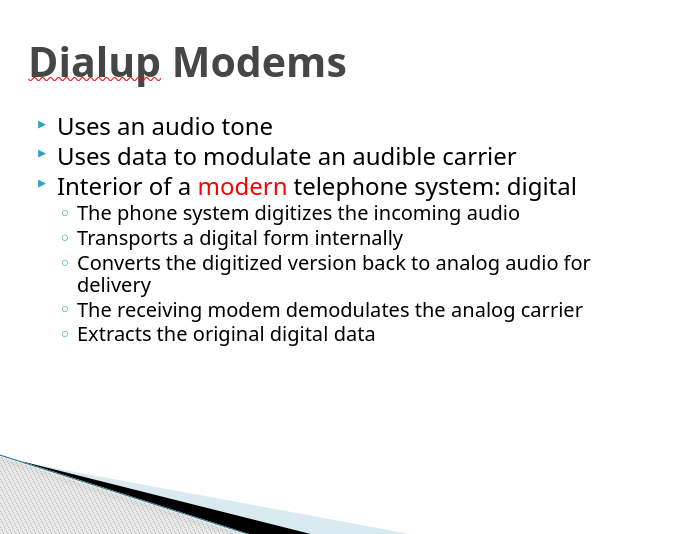 Dialup Modems
Uses an audio tone
Uses data to modulate an audible carrier
Interior of a modern telephone system: digital
The phone system digitizes the incoming audio
Transports a digital form internally
Converts the digitized version back to analog audio for
delivery
The receiving modem demodulates the analog carrier
Extracts the original digital data